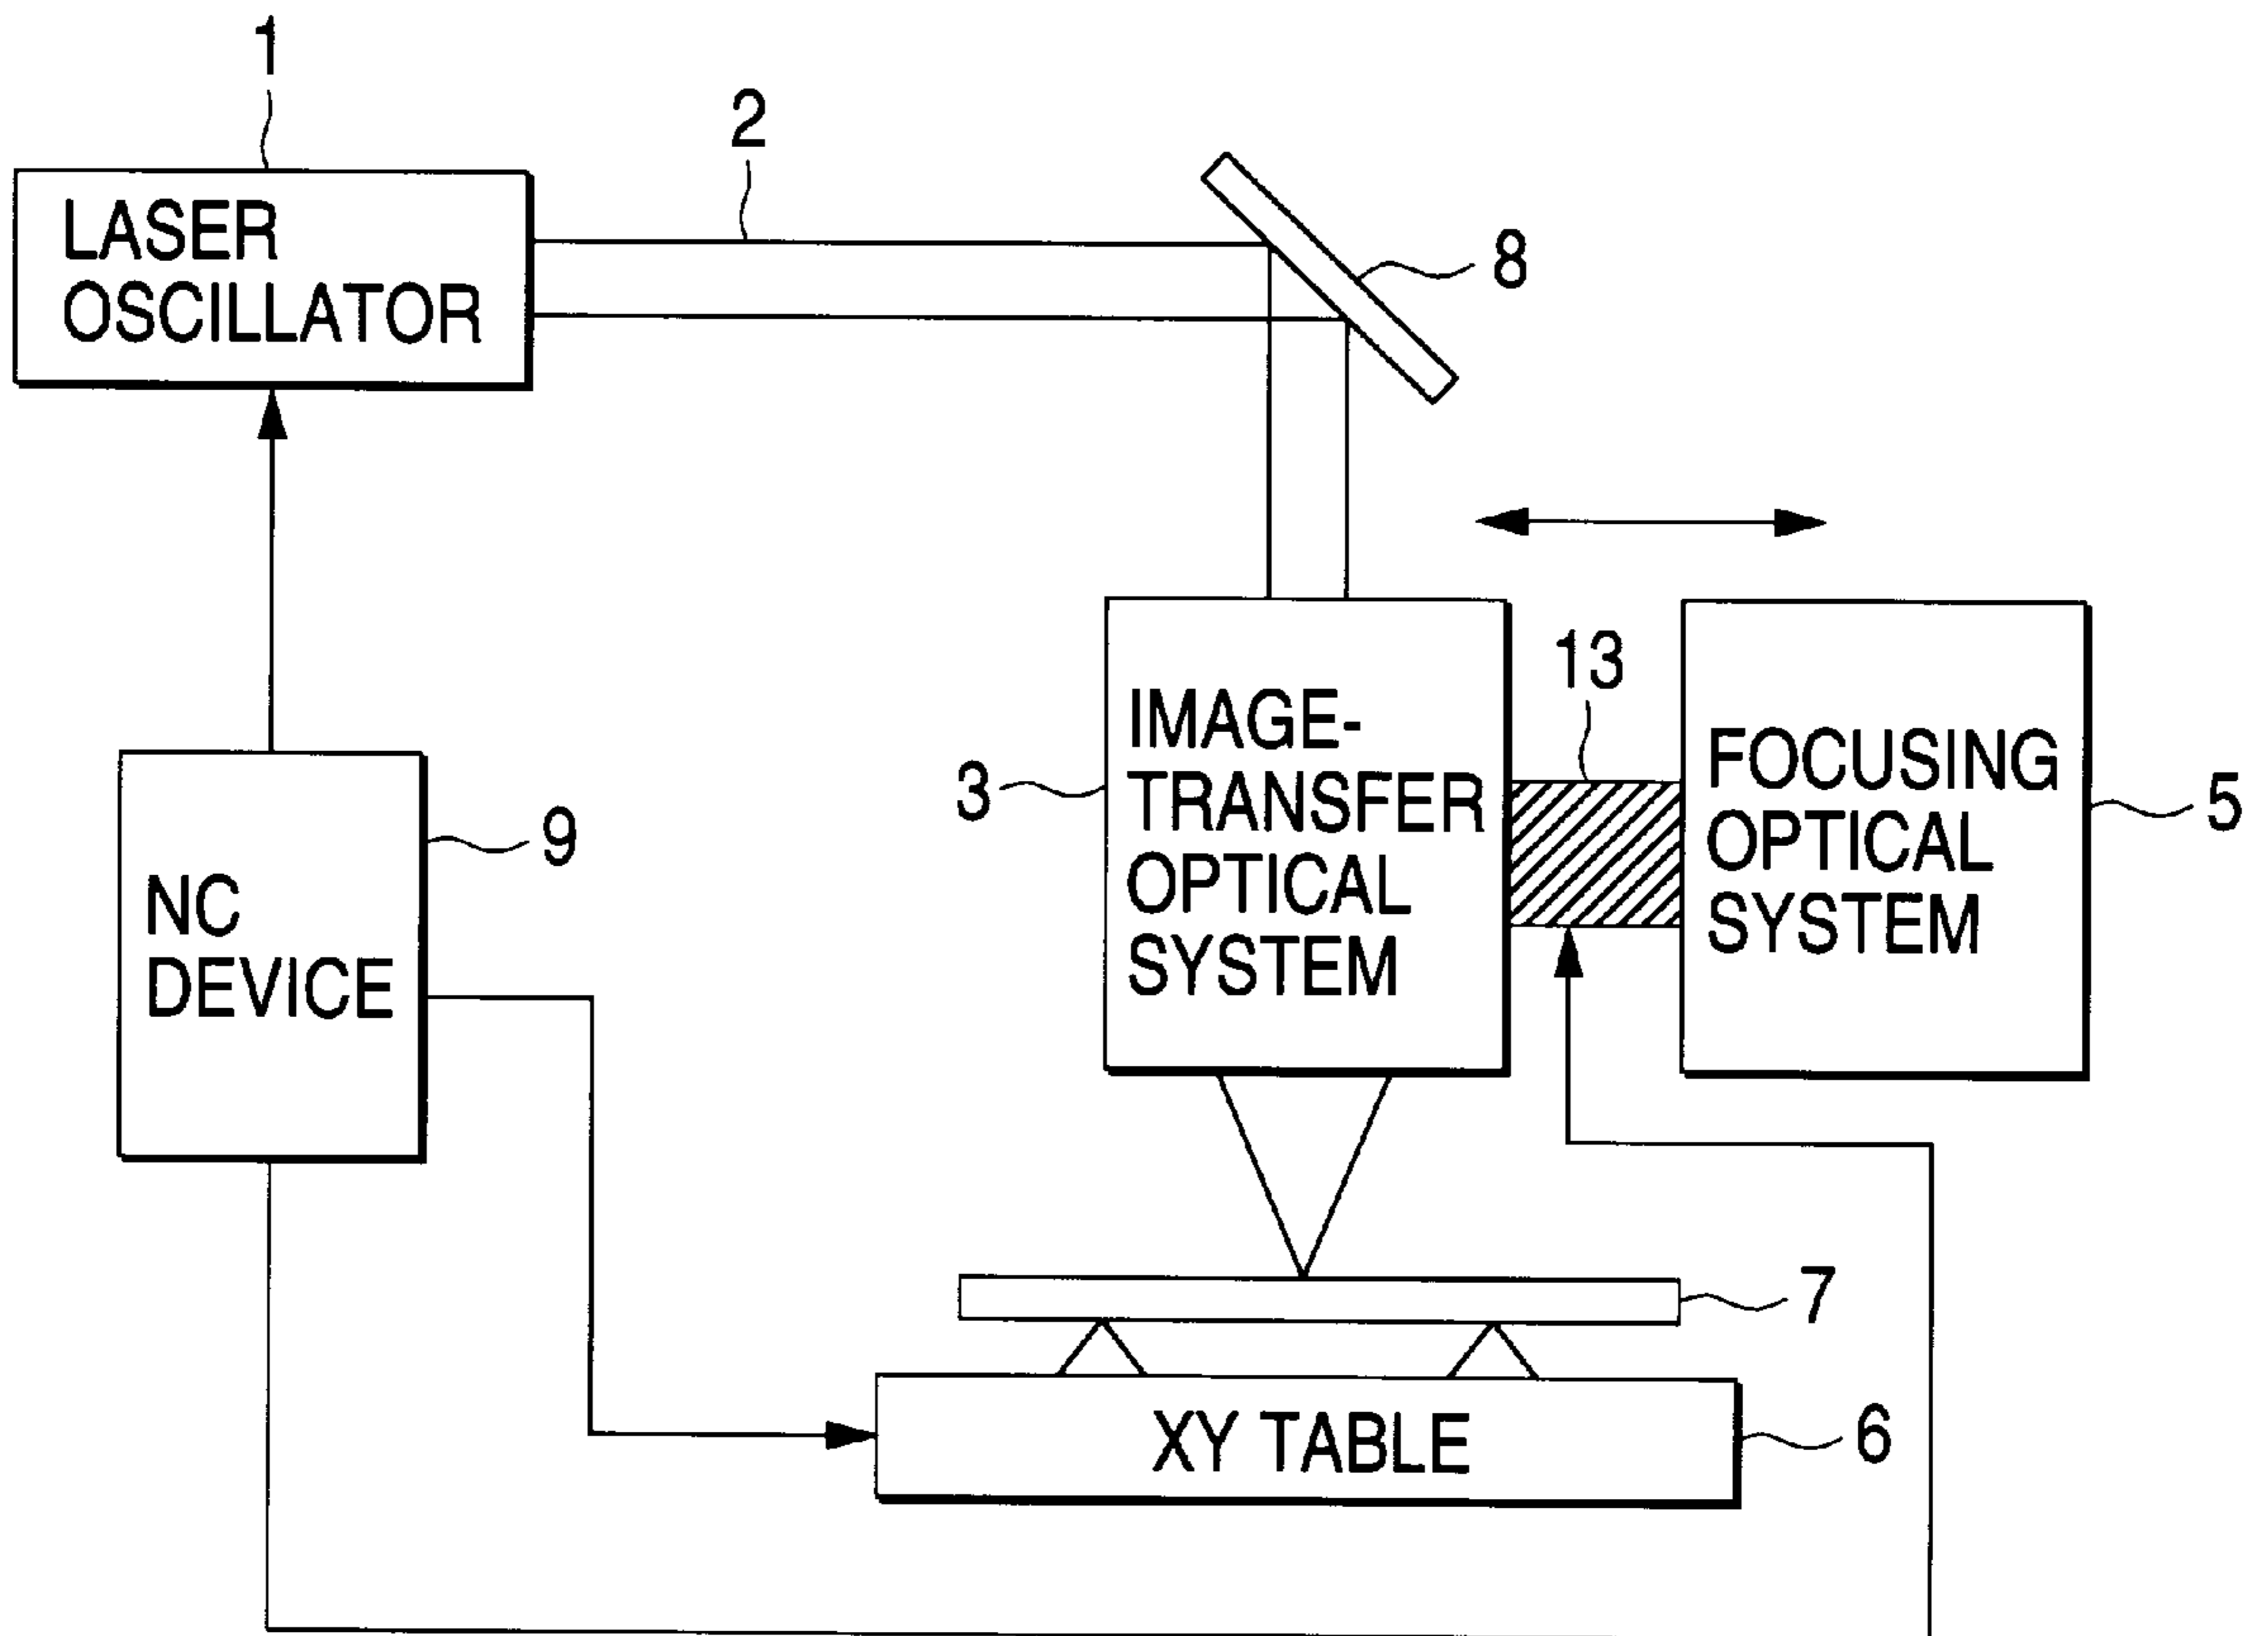 1
2
LASER
OSCILLATOR
8
13
IMAGE-
TRANSFER
OPTICAL
SYSTEM
3
FOCUSING
OPTICAL
SYSTEM
5
9
NC
DEVICE
7
XY TABLE
6